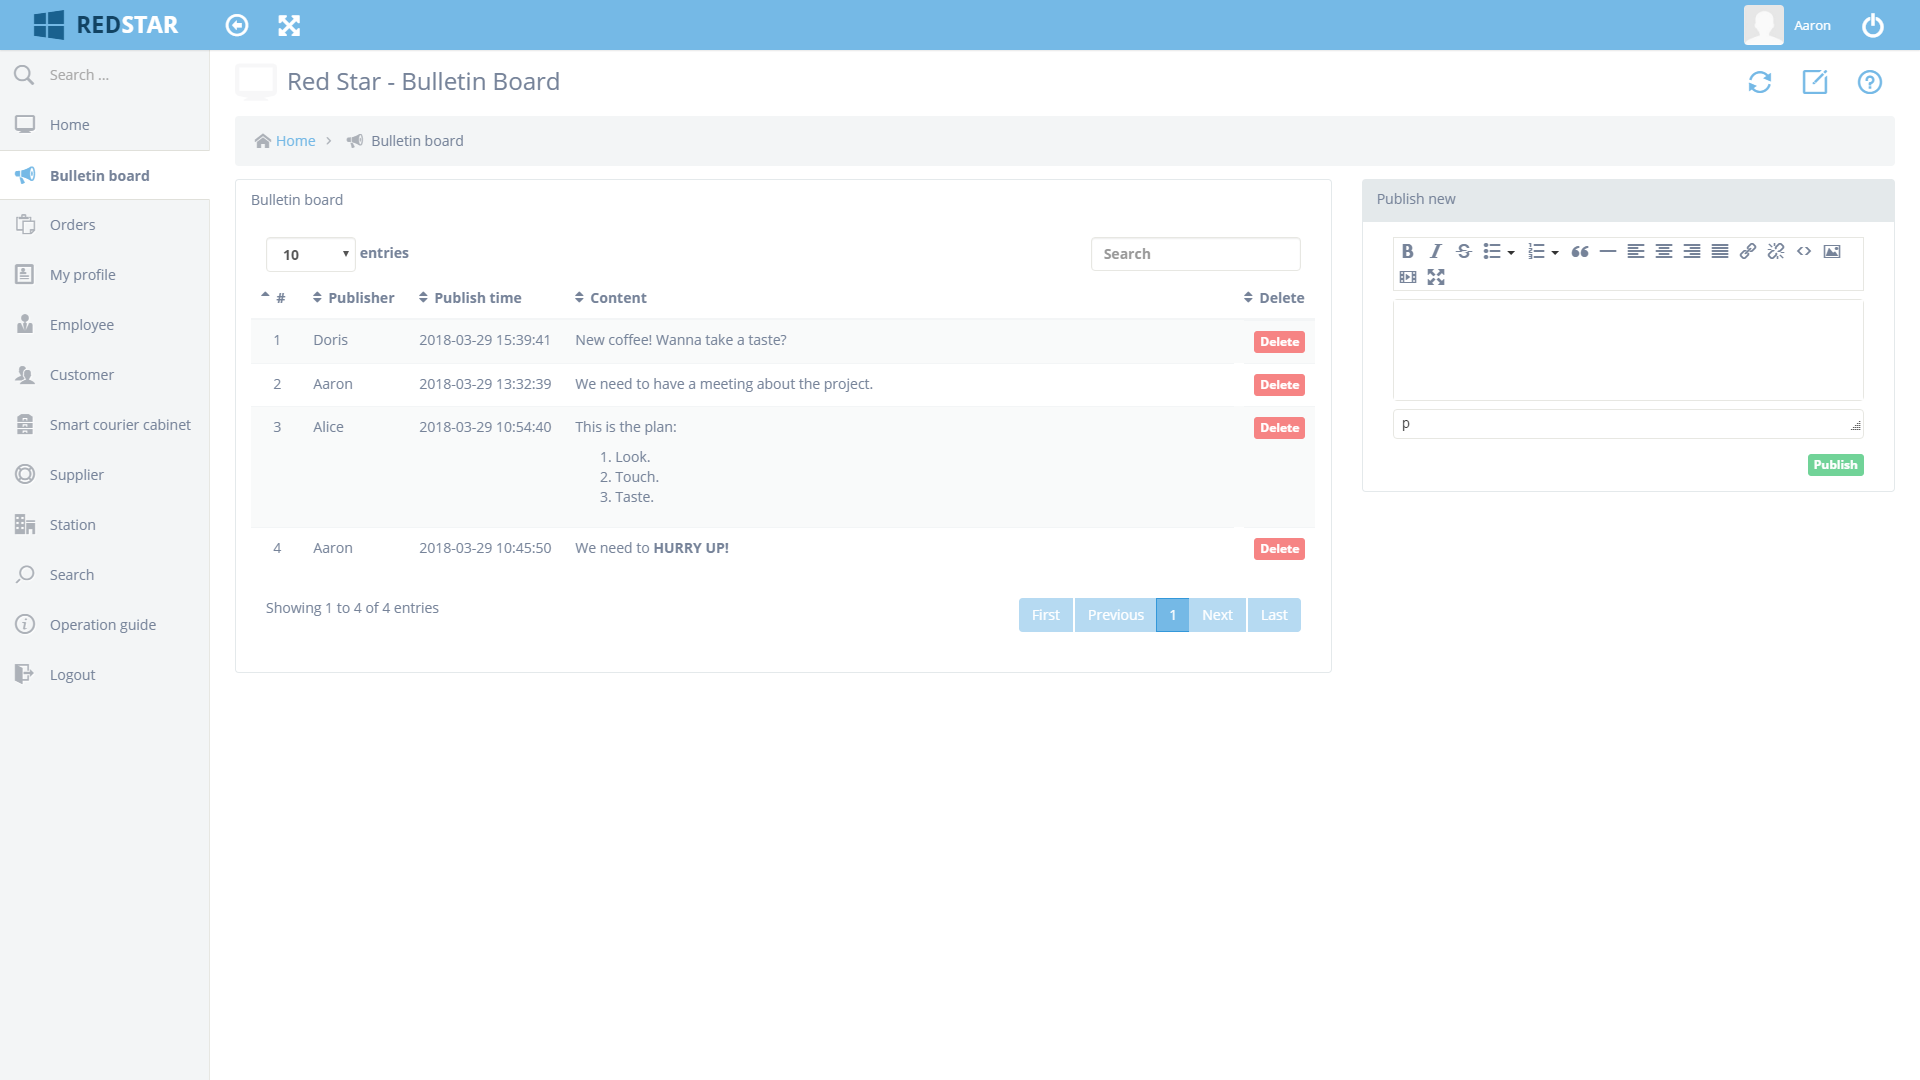 REDSTAR
Aaron
Search ...
Home
Bulletin board
Orders
My profile
Employee
Customer
Smart courier cabinet
Supplier
Station
Search
Operation guide
Logout
Red Star - Bulletin Board
Home > Bulletin board
Bulletin board
10 entries
Search
# Publisher Publish time Content Delete
1 Doris 2018-03-29 15:39:41 New coffee! Wanna take a taste? Delete
2 Aaron 2018-03-29 13:32:39 We need to have a meeting about the project. Delete
3 Alice 2018-03-29 10:54:40 This is the plan: Delete
1. Look.
2. Touch.
3. Taste.
4 Aaron 2018-03-29 10:45:50 We need to HURRY UP! Delete
Showing 1 to 4 of 4 entries
First Previous 1 Next Last
Publish new
p
Publish